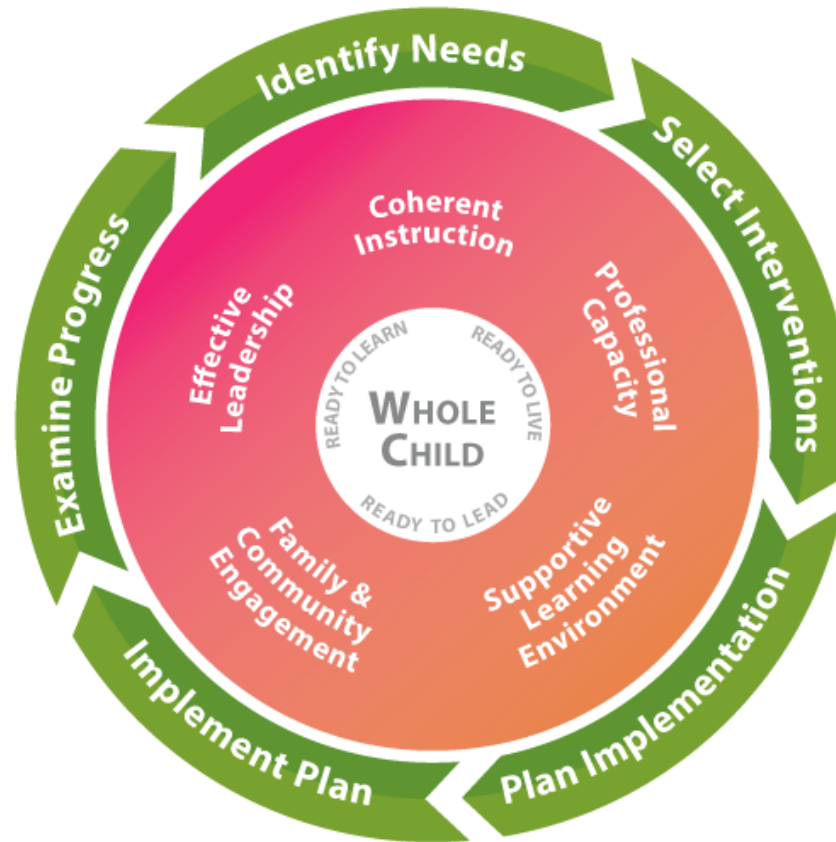 Identify Needs
Select Interventions
Plan Implementation
Implement Plan
Examine Progress
Coherent
Instruction
Professional
Capacity
Supportive
Learning
Environment
Family &
Community
Engagement
Effective
Leadership
READY TO LEARN
READY TO LIVE
READY TO LEAD
WHOLE
CHILD